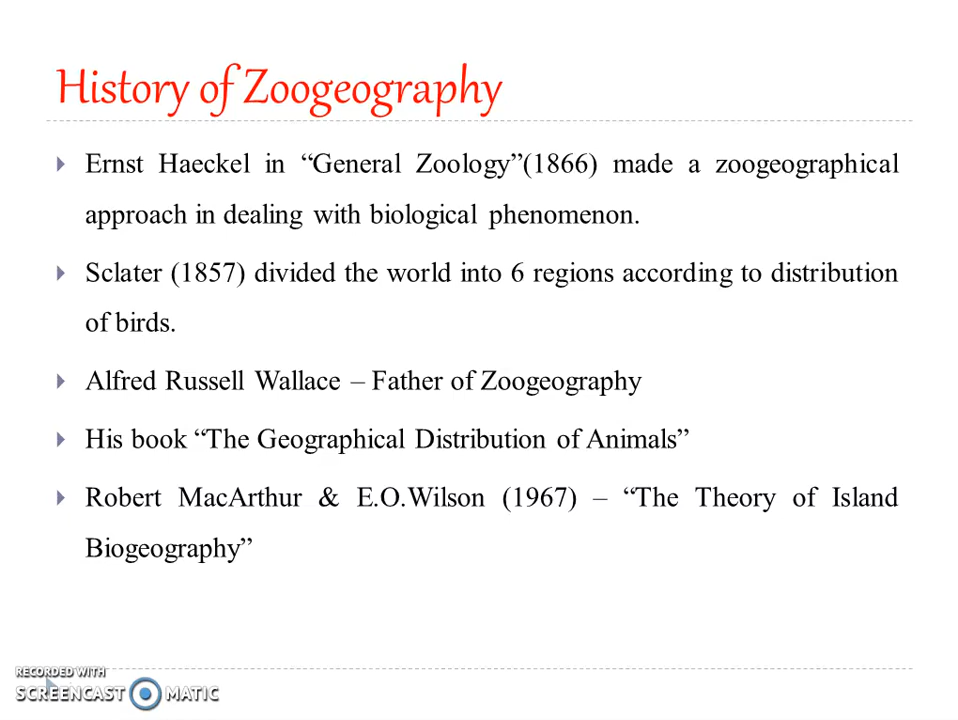 History of Zoogeography
Ernst Haeckel in “General Zoology”(1866) made a zoogeographical
approach in dealing with biological phenomenon.
Sclater (1857) divided the world into 6 regions according to distribution
of birds.
Alfred Russell Wallace – Father of Zoogeography
His book “The Geographical Distribution of Animals”
Robert MacArthur & E.O.Wilson (1967) – “The Theory of Island
Biogeography”
RECORDED WITH
SCREENCAST MATIC